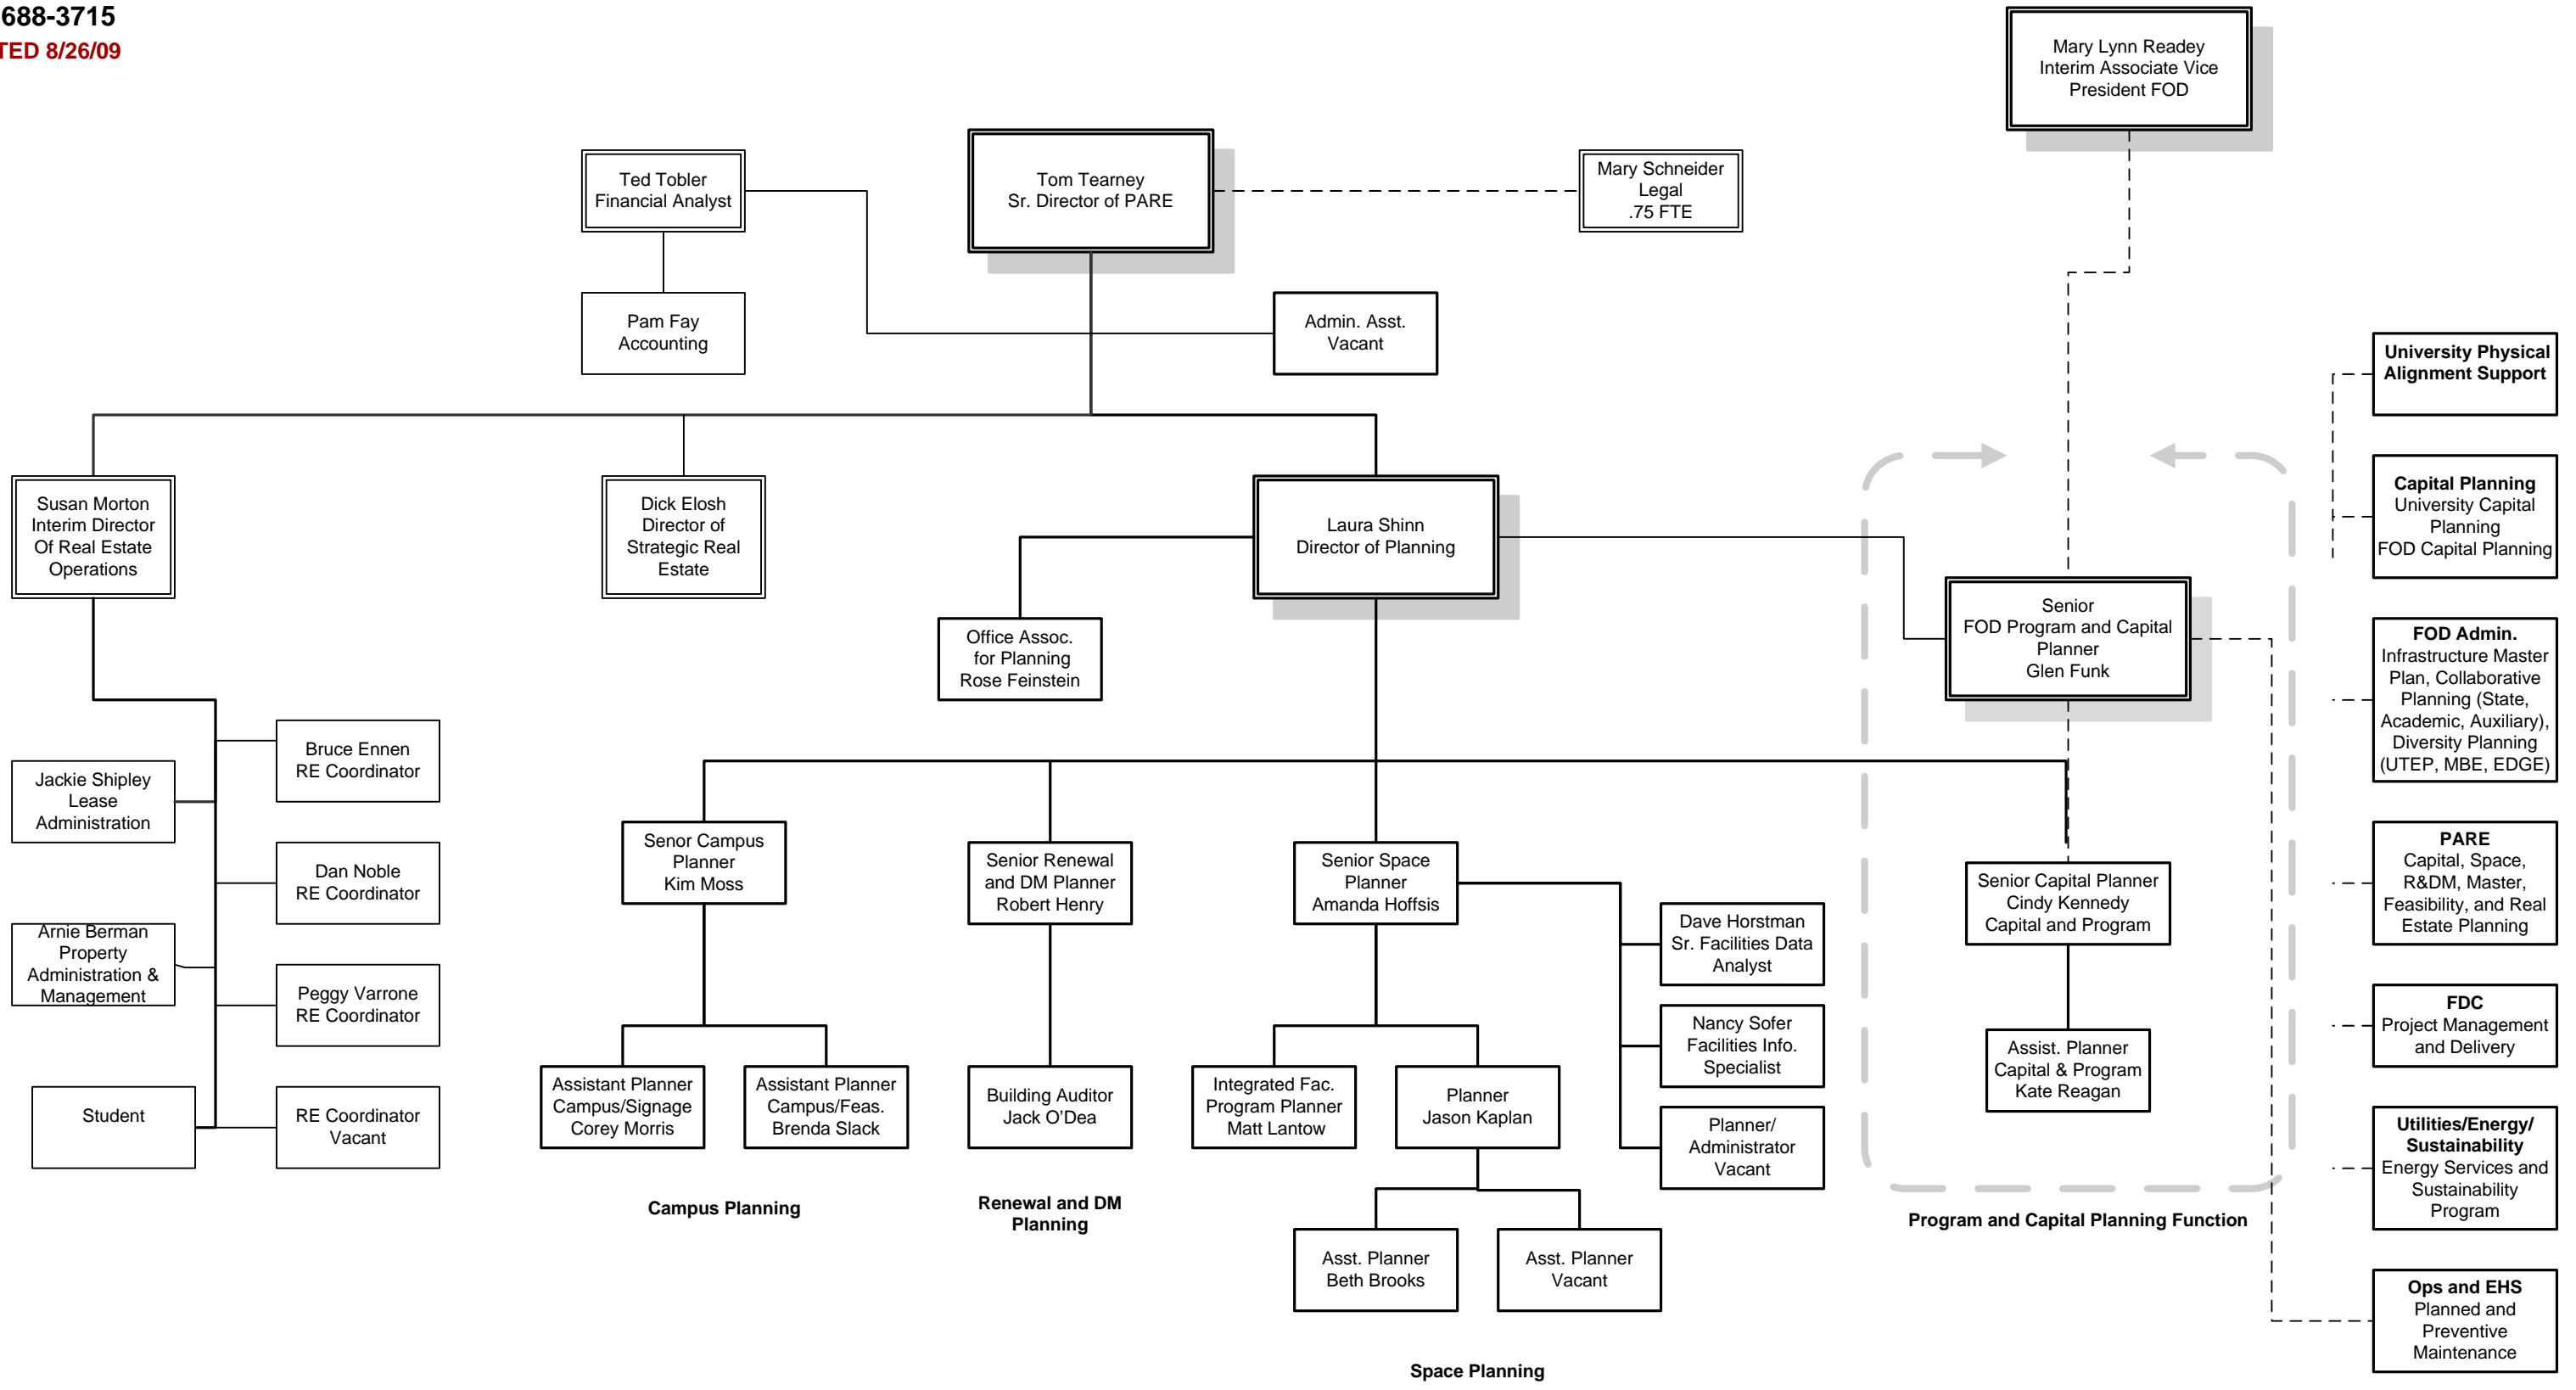 688-3715
TED 8/26/09
Mary Lynn Readey
Interim Associate Vice
President FOD
Ted Tobler
Financial Analyst
Tom Tearney
Sr. Director of PARE
Mary Schneider
Legal
.75 FTE
Pam Fay
Accounting
Admin. Asst.
Vacant
University Physical
Alignment Support
Susan Morton
Interim Director
Of Real Estate
Operations
Dick Elosh
Director of
Strategic Real
Estate
Laura Shinn
Director of Planning
Capital Planning
University Capital
Planning
FOD Capital Planning
Office Assoc.
for Planning
Rose Feinstein
Senior
FOD Program and Capital
Planner
Glen Funk
FOD Admin.
Infrastructure Master
Plan, Collaborative
Planning (State,
Academic, Auxiliary),
Diversity Planning
(UTEP, MBE, EDGE)
Bruce Ennen
RE Coordinator
Jackie Shipley
Lease
Administration
Dan Noble
RE Coordinator
Arnie Berman
Property
Administration &
Management
Peggy Varrone
RE Coordinator
Student
RE Coordinator
Vacant
Senor Campus
Planner
Kim Moss
Senior Renewal
and DM Planner
Robert Henry
Senior Space
Planner
Amanda Hoffsis
Senior Capital Planner
Cindy Kennedy
Capital and Program
PARE
Capital, Space,
R&DM, Master,
Feasibility, and Real
Estate Planning
Dave Horstman
Sr. Facilities Data
Analyst
Nancy Sofer
Facilities Info.
Specialist
Planner/
Administrator
Vacant
FDC
Project Management
and Delivery
Assistant Planner
Campus/Signage
Corey Morris
Assistant Planner
Campus/Feas.
Brenda Slack
Building Auditor
Jack O’Dea
Integrated Fac.
Program Planner
Matt Lantow
Planner
Jason Kaplan
Assist. Planner
Capital & Program
Kate Reagan
Utilities/Energy/
Sustainability
Energy Services and
Sustainability
Program
Campus Planning
Renewal and DM
Planning
Program and Capital Planning Function
Asst. Planner
Beth Brooks
Asst. Planner
Vacant
Ops and EHS
Planned and
Preventive
Maintenance
Space Planning